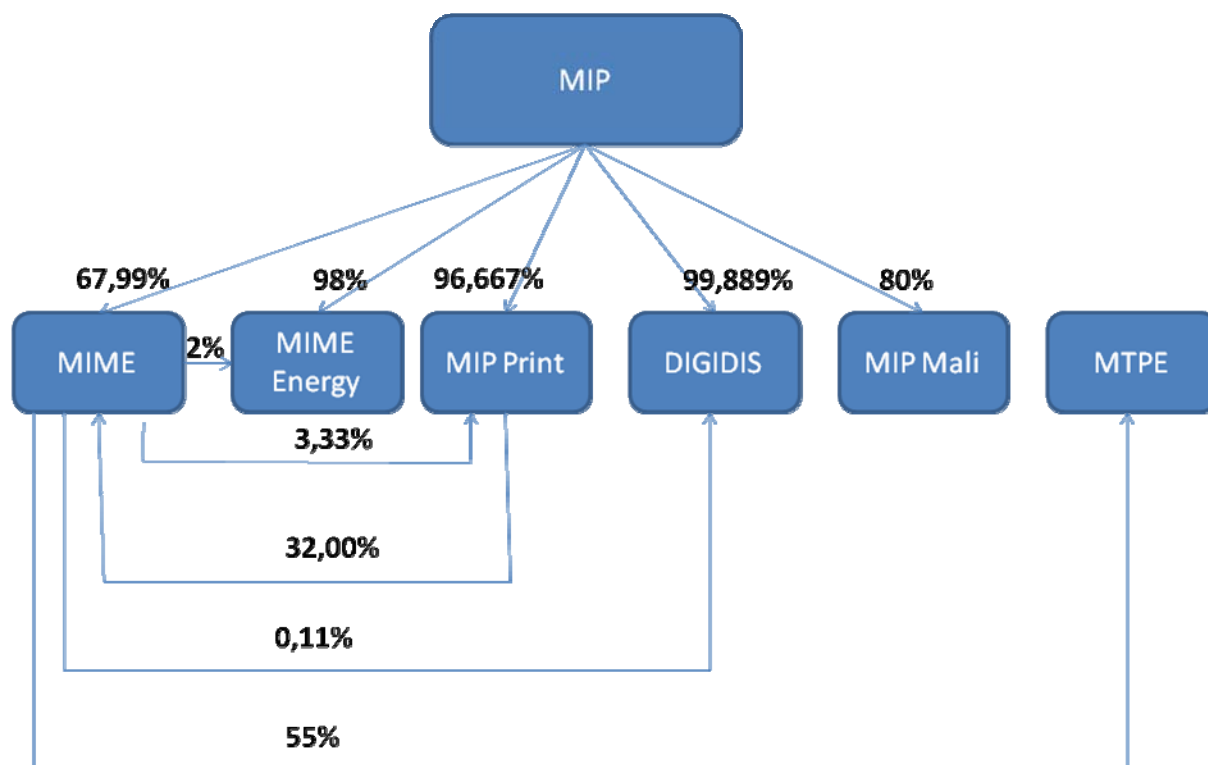 MIP
67,99%
98%
96,667%
99,889%
80%
MIME
2%
MIME
Energy
MIP Print
DIGIDIS
MIP Mali
MTPE
3,33%
32,00%
0,11%
55%